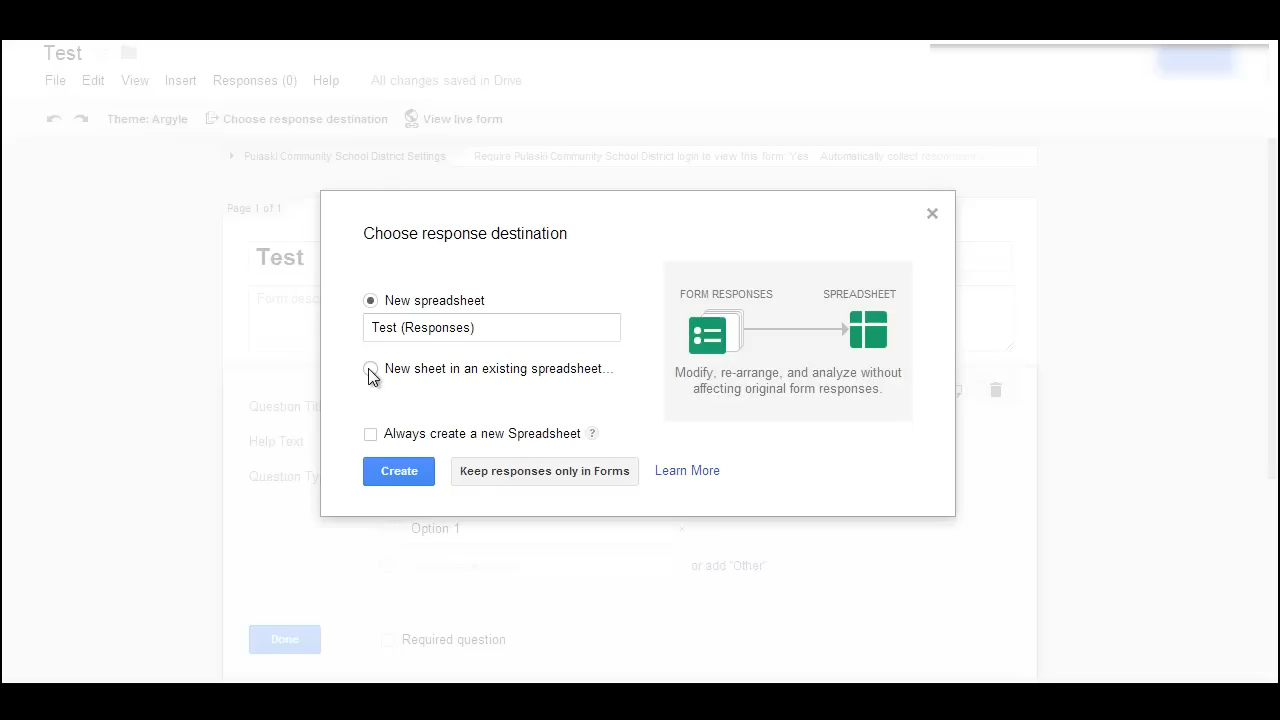 Test
File Edit View Insert Responses (0) Help All changes saved in Drive
Theme: Argyle Choose response destination View live form
Pulaski Community School District Settings Require Pulaski Community School District login to view this form: Yes Automatically collect
Page 1 of 1
Test
Form desc
Choose response destination
New spreadsheet
Test (Responses)
New sheet in an existing spreadsheet...
FORM RESPONSES SPREADSHEET
Modify, re-arrange, and analyze without
affecting original form responses.
Always create a new Spreadsheet ?
Create Keep responses only in Forms Learn More
Question Titl
Help Text
Question Ty
Option 1
or add "Other"
Done Required question